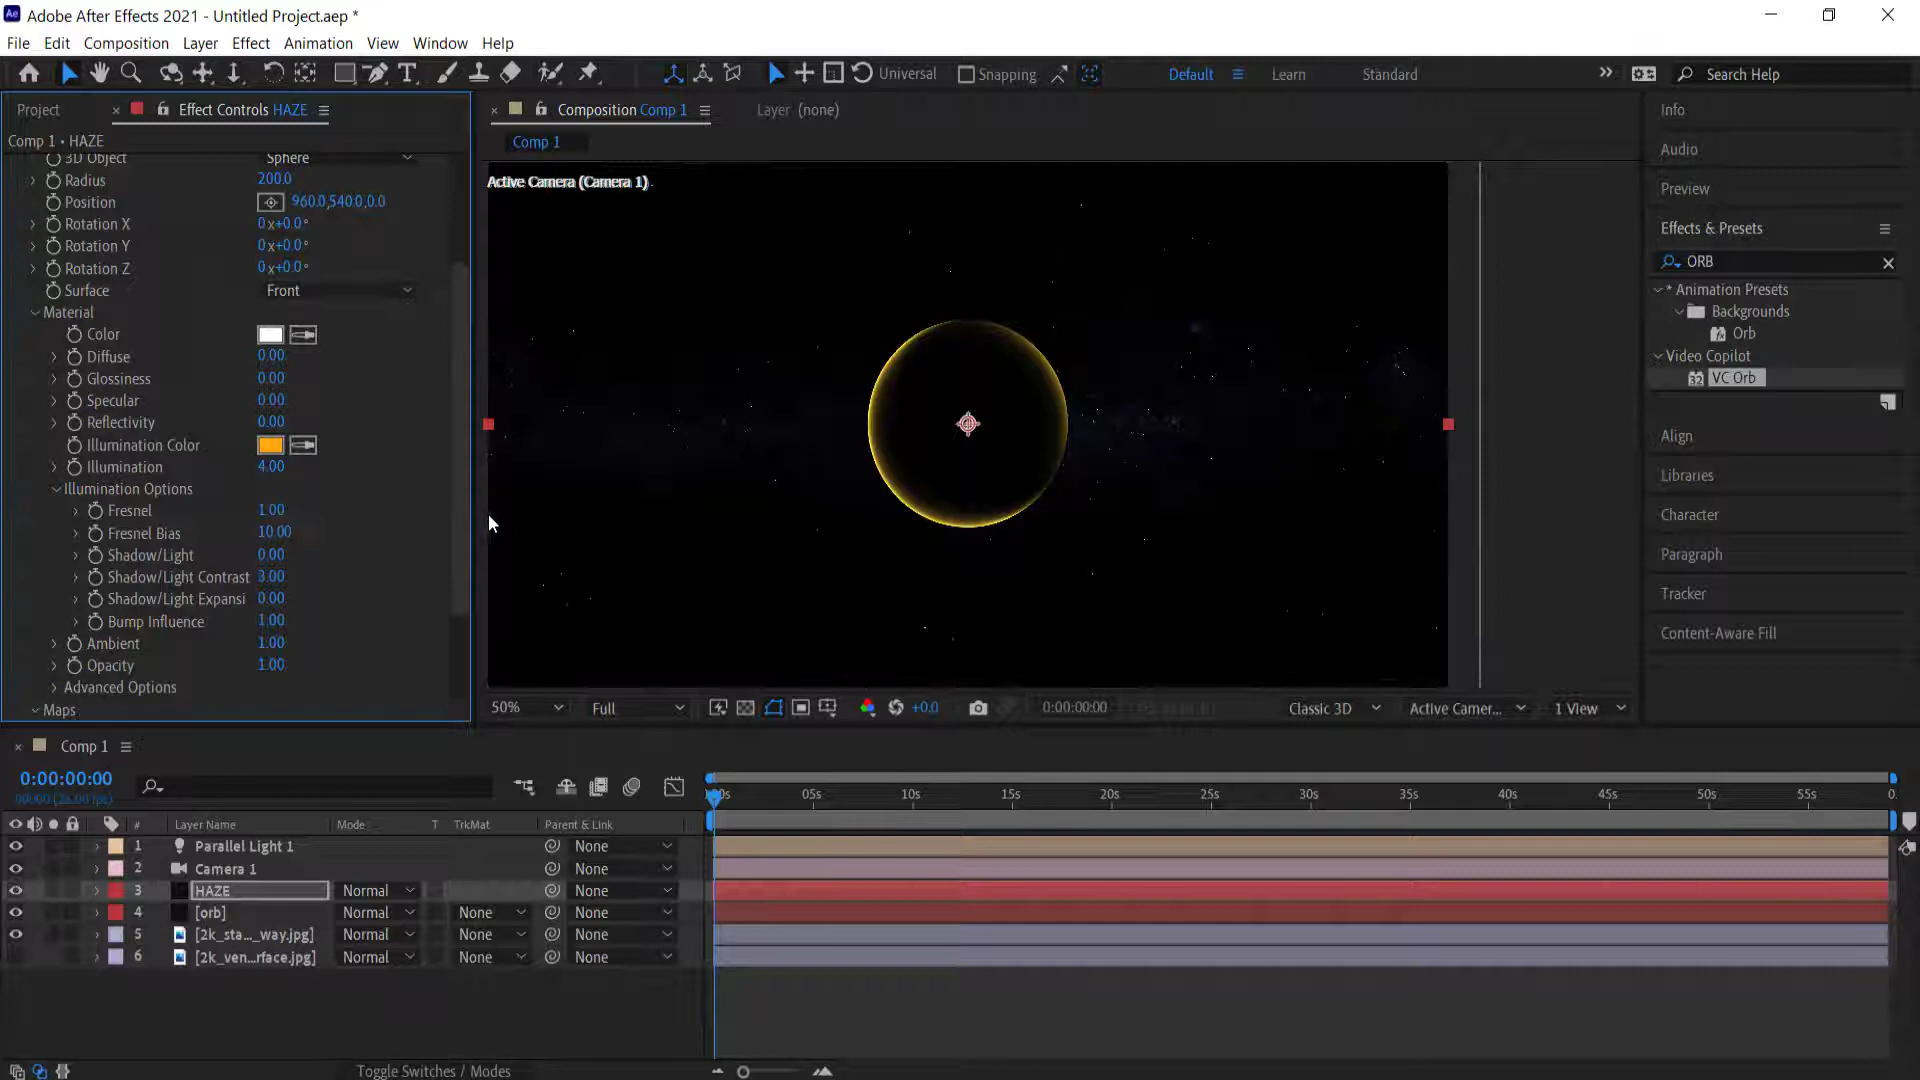 Adobe After Effects 2021 - Untitled Project.aep *
File Edit Composition Layer Effect Animation View Window Help
Universal Snapping Default Learn Standard Search Help
Project Effect Controls HAZE
Composition Comp 1 Layer (none)
Comp 1 • HAZE
Comp 1
3D Object Sphere
Radius 200.0
Position 960.0,540.0,0.0
Rotation X 0x+0.0°
Rotation Y 0x+0.0°
Rotation Z 0x+0.0°
Surface Front
Material
Color
Diffuse 0.00
Glossiness 0.00
Specular 0.00
Reflectivity 0.00
Illumination Color
Illumination 4.00
Illumination Options
Fresnel 1.00
Fresnel Bias 10.00
Shadow/Light 0.00
Shadow/Light Contrast 3.00
Shadow/Light Expansi 0.00
Bump Influence 1.00
Ambient 1.00
Opacity 1.00
Advanced Options
Maps
Active Camera (Camera 1)
50% Full +0.0 0:00:00:00 Classic 3D Active Camer... 1 View
Info
Audio
Preview
Effects & Presets
ORB
* Animation Presets
Backgrounds
Orb
Video Copilot
32 VC Orb
Align
Libraries
Character
Paragraph
Tracker
Content-Aware Fill
Comp 1
0:00:00:00
05s 10s 15s 20s 25s 30s 35s 40s 45s 50s 55s
# Layer Name Mode T TrkMat Parent & Link
1 Parallel Light 1 None
2 Camera 1 None
3 HAZE Normal None
4 [orb] Normal None None
5 [2k_sta..._way.jpg] Normal None None
6 [2k_ven...rface.jpg] Normal None None
Toggle Switches / Modes